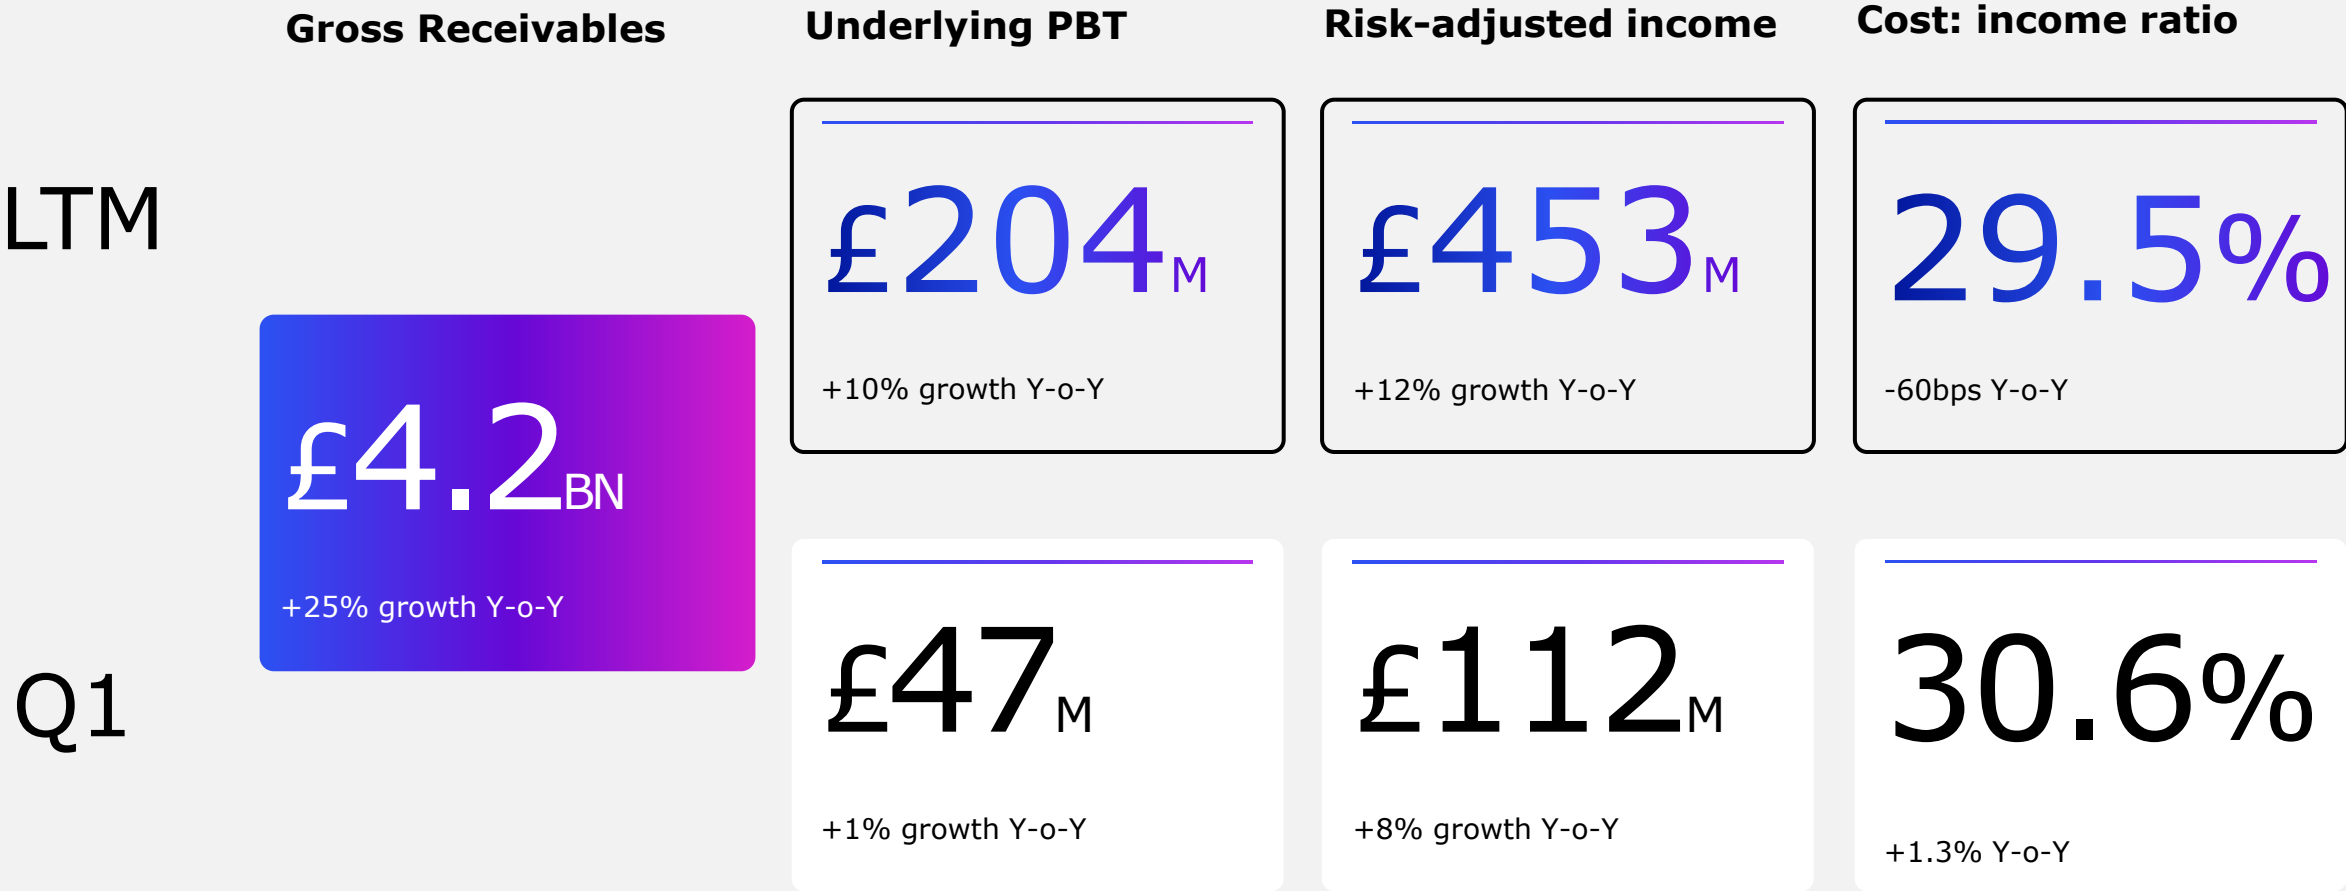 Gross Receivables
Underlying PBT
Risk-adjusted income
Cost: income ratio
LTM
£204M
+10% growth Y-o-Y
£453M
+12% growth Y-o-Y
29.5%
-60bps Y-o-Y
£4.2BN
+25% growth Y-o-Y
Q1
£47M
+1% growth Y-o-Y
£112M
+8% growth Y-o-Y
30.6%
+1.3% Y-o-Y